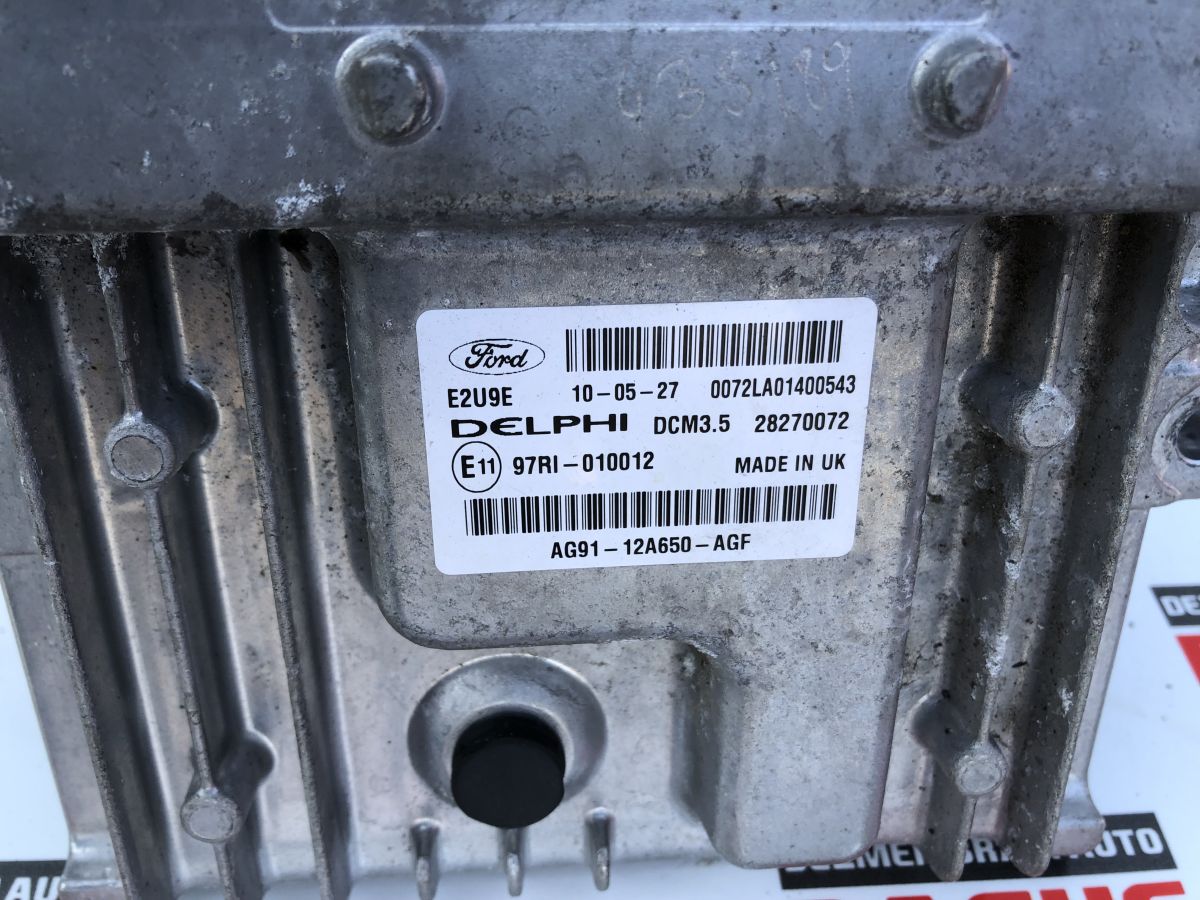 Ford
E2U9E 10-05-27 0072LA01400543
DELPHI DCM3.5 28270072
E11 97RI-010012 MADE IN UK
AG91-12A650-AGF
AUTO